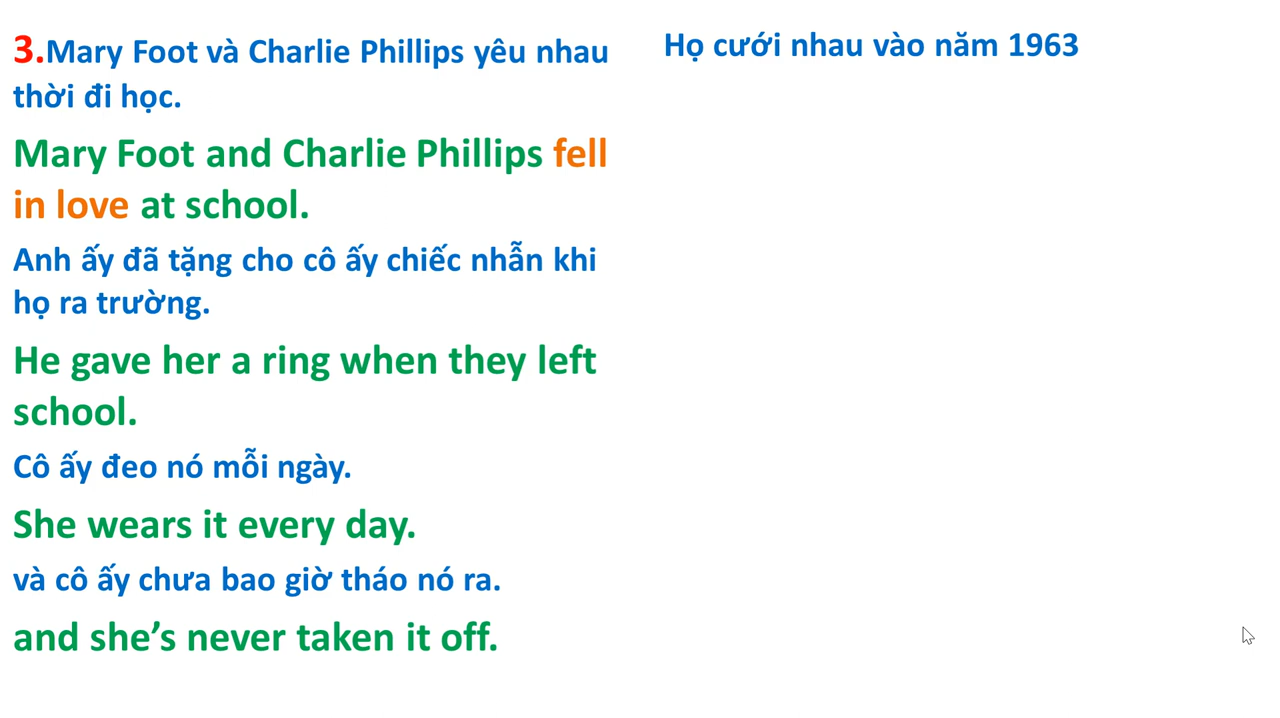 3.Mary Foot và Charlie Phillips yêu nhau
thời đi học.
Mary Foot and Charlie Phillips fell
in love at school.
Anh ấy đã tặng cho cô ấy chiếc nhẫn khi
họ ra trường.
He gave her a ring when they left
school.
Cô ấy đeo nó mỗi ngày.
She wears it every day.
và cô ấy chưa bao giờ tháo nó ra.
and she’s never taken it off.
Họ cưới nhau vào năm 1963